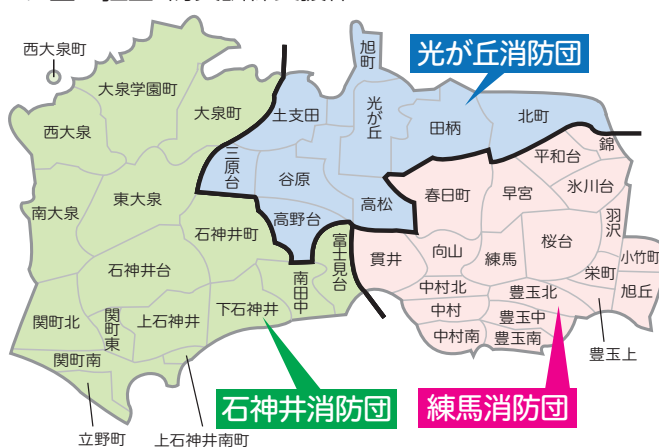 西大泉町
大泉学園町
大泉町
西大泉
南大泉
東大泉
石神井町
石神井台
関町北
関町東
上石神井
下石神井
南田中
富士見台
関町南
立野町
上石神井南町
石神井消防団
旭町
光が丘消防団
土支田
光が丘
田柄
北町
三原台
谷原
高野台
高松
平和台
錦
春日町
早宮
氷川台
羽沢
貫井
向山
練馬
桜台
小竹町
栄町
旭丘
中村北
豊玉北
中村
豊玉中
中村南
豊玉南
豊玉上
練馬消防団